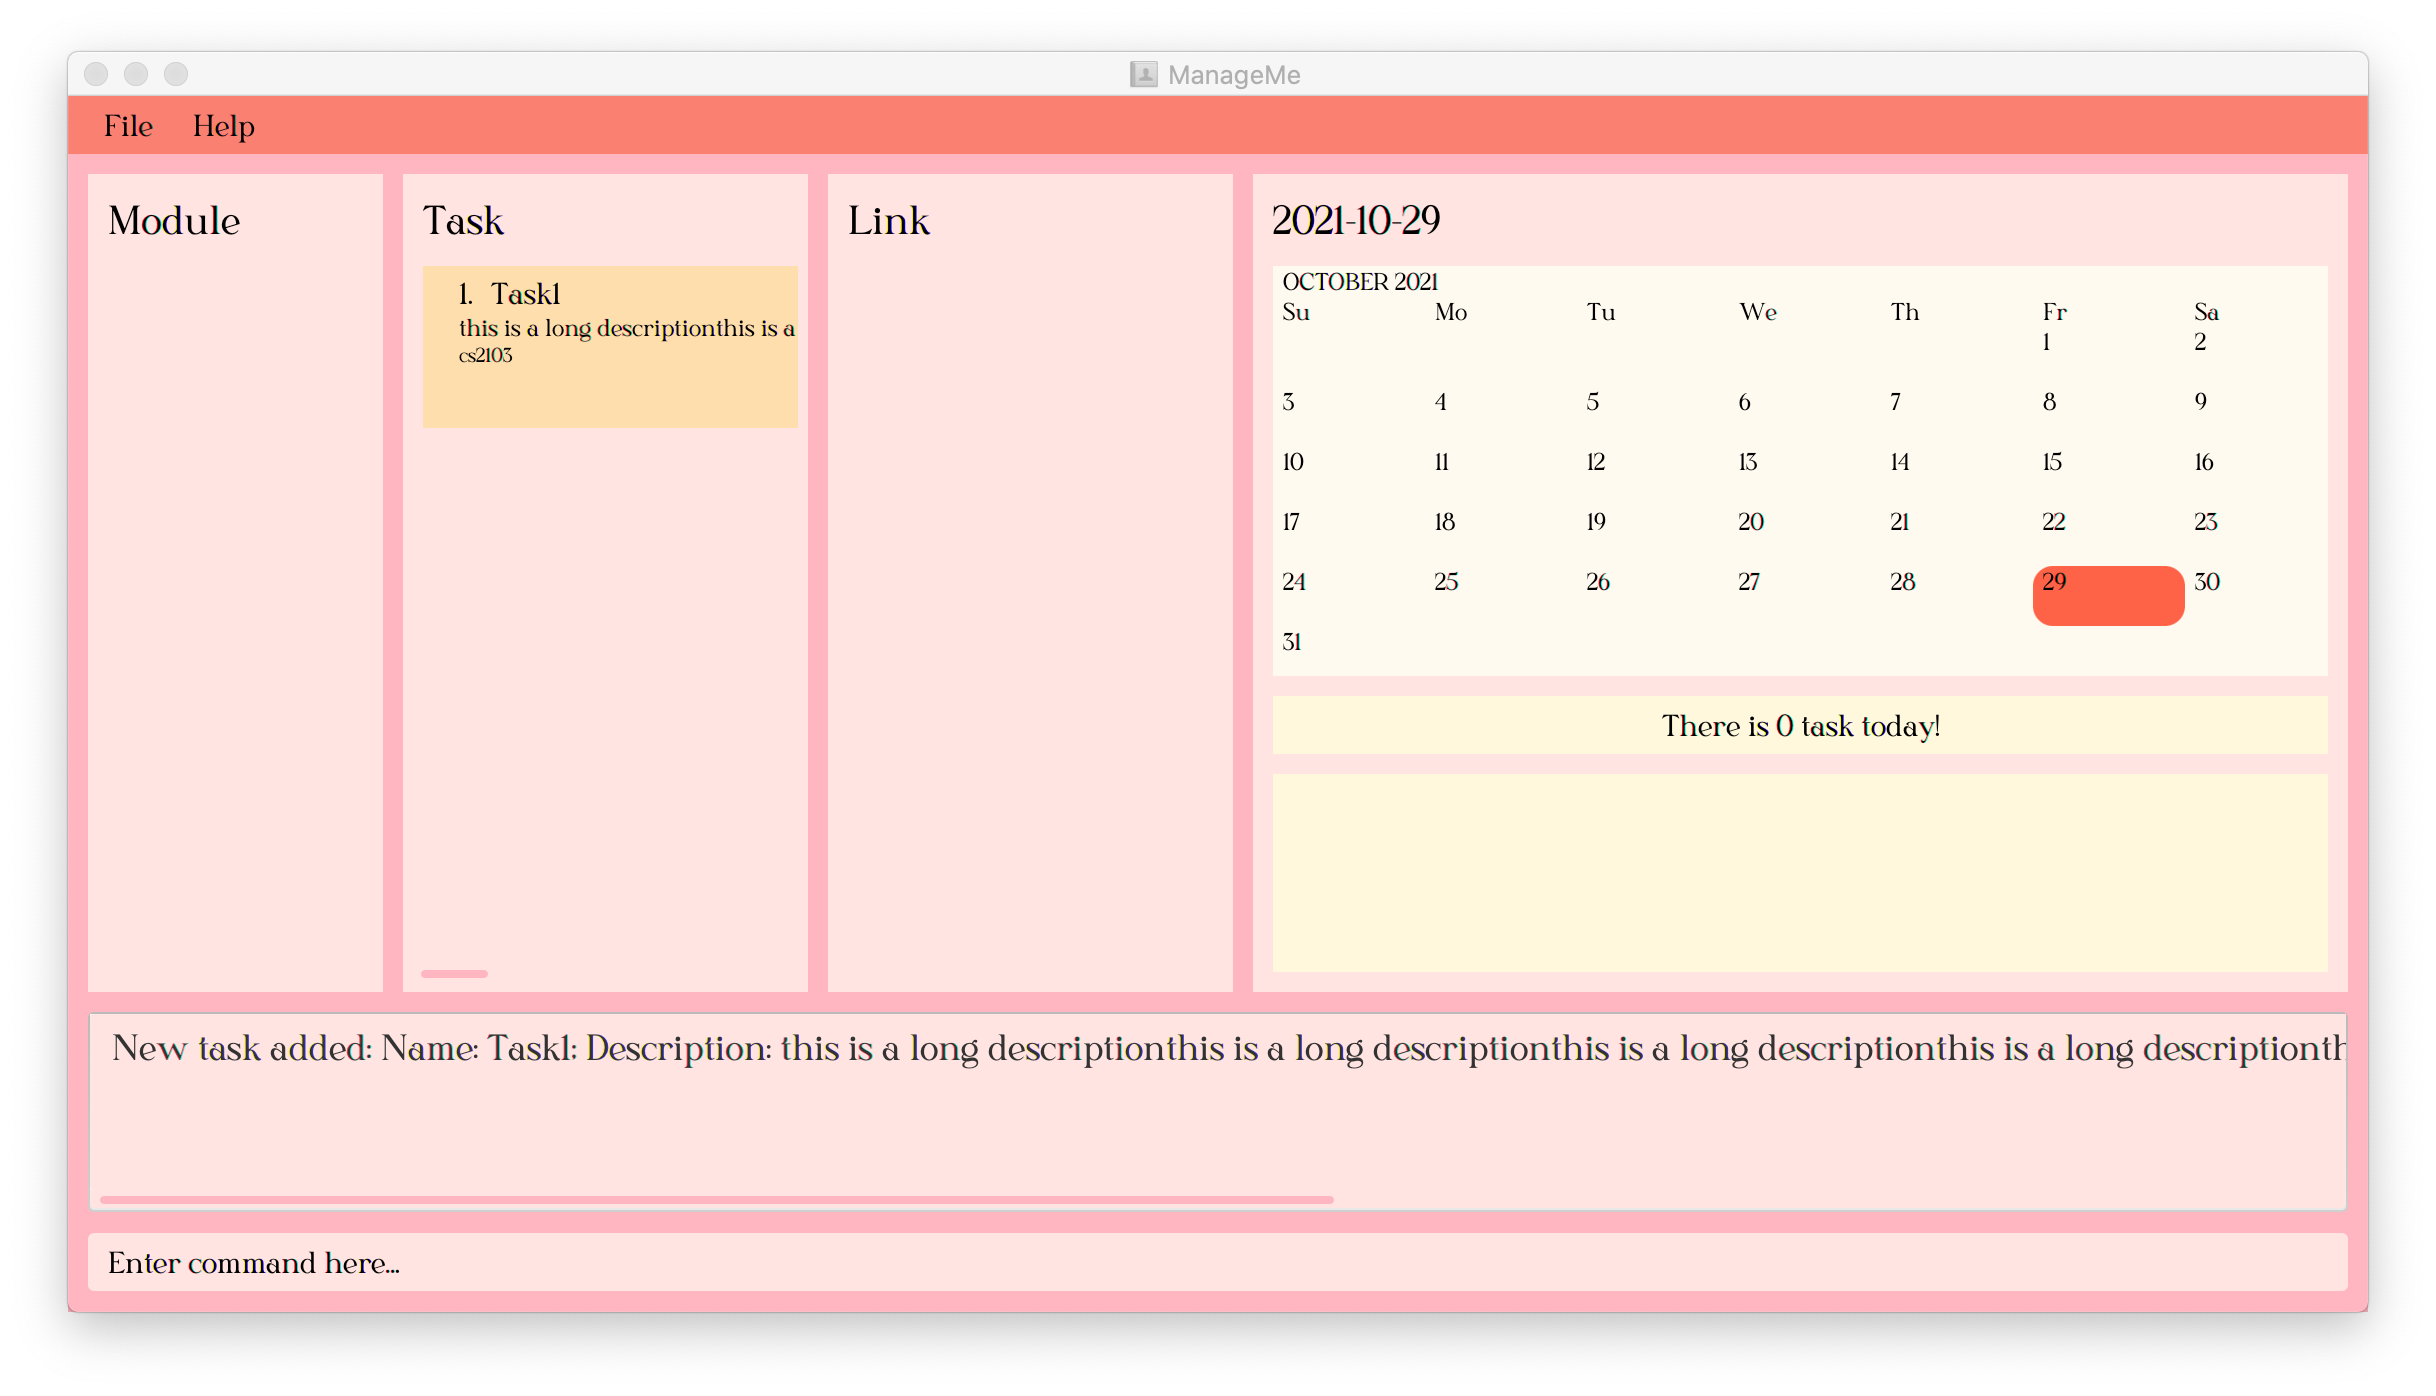 ManageMe
File Help
Module
Task
1. Task1
this is a long descriptionthis is a
cs2103
Link
2021-10-29
OCTOBER 2021
Su Mo Tu We Th Fr Sa
1 2
3 4 5 6 7 8 9
10 11 12 13 14 15 16
17 18 19 20 21 22 23
24 25 26 27 28 29 30
31
There is 0 task today!
New task added: Name: Task1: Description: this is a long descriptionthis is a long descriptionthis is a long descriptionthis is a long descriptionth
Enter command here...